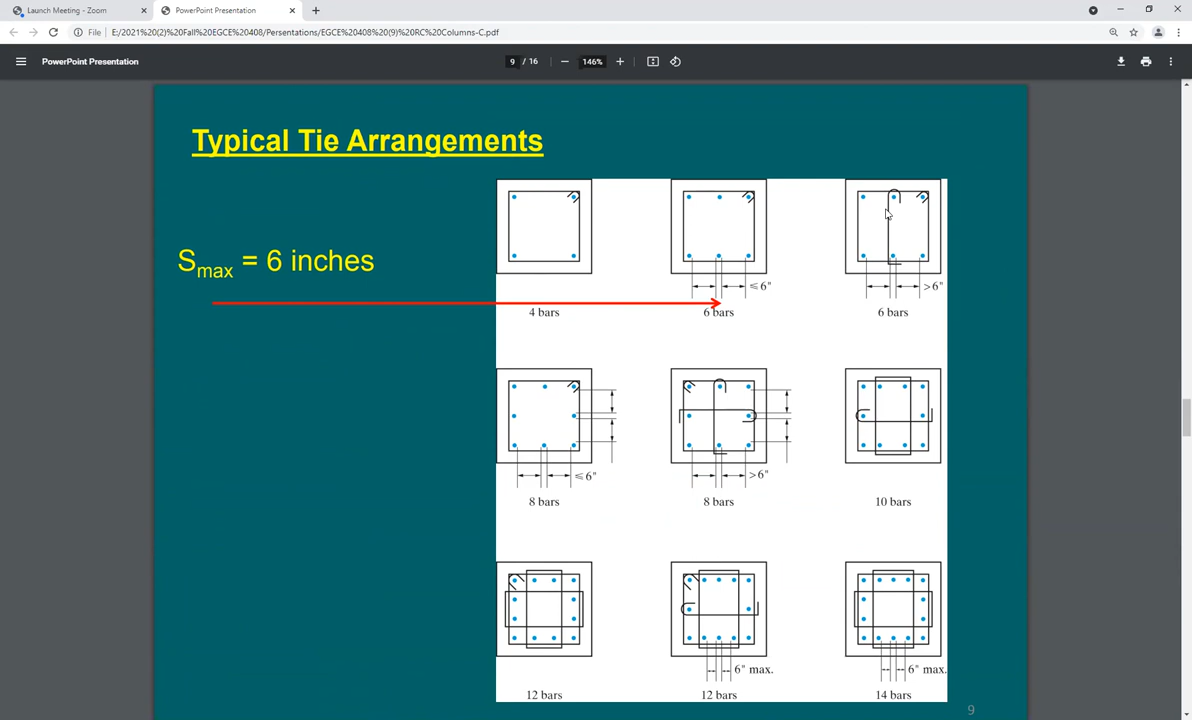 Launch Meeting - Zoom
PowerPoint Presentation
File
E:/2021%20(2)%20Fall%20EGCE%20408/Persentations/EGCE%20408%20(9)%20RC%20Columns-C.pdf
PowerPoint Presentation
9 / 16
146%
Typical Tie Arrangements
Smax = 6 inches
≤ 6"
> 6"
4 bars
6 bars
6 bars
≤ 6"
> 6"
8 bars
8 bars
10 bars
6" max.
6" max.
12 bars
12 bars
14 bars
9